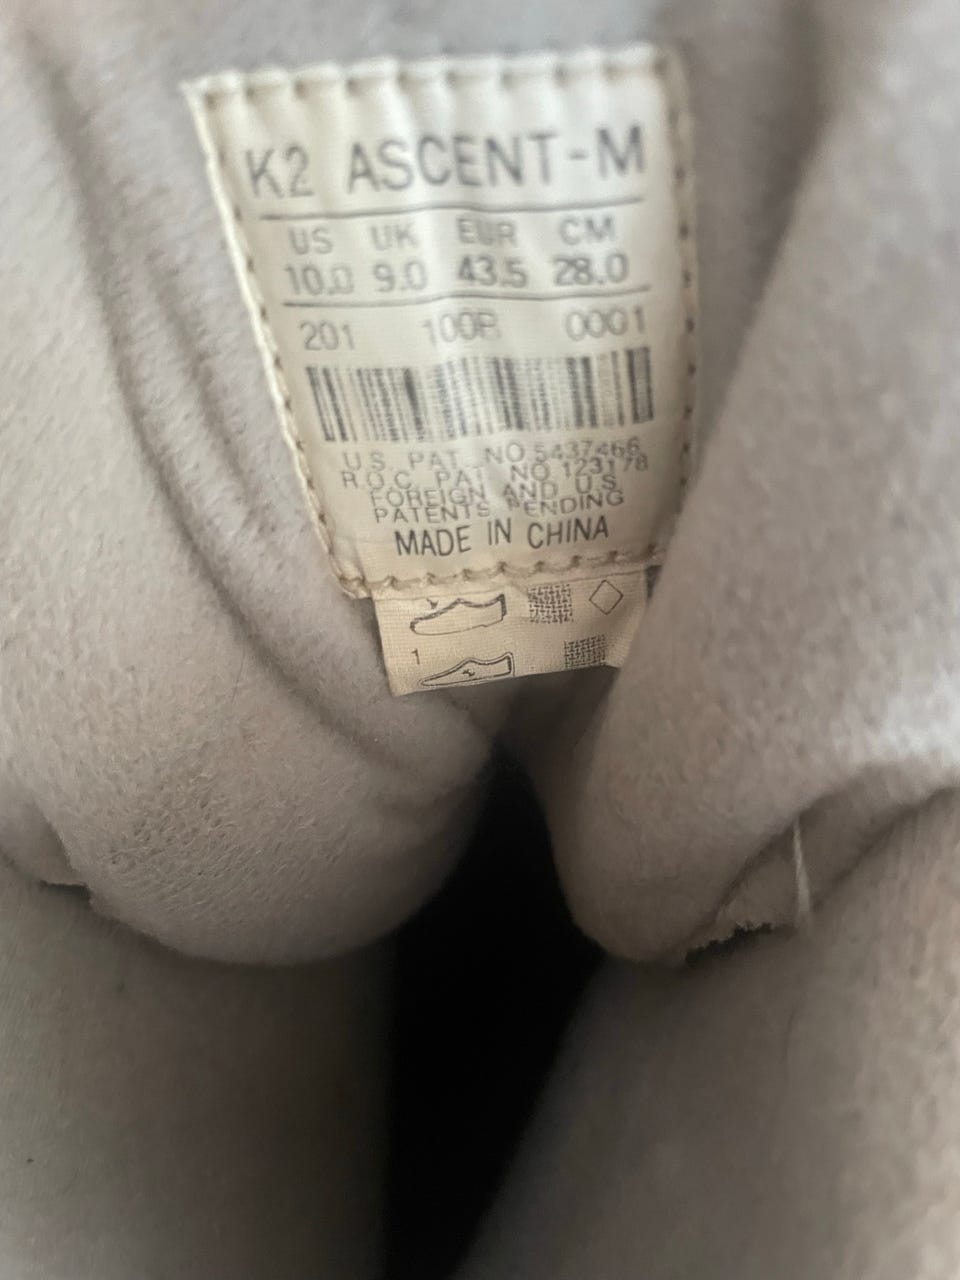 K2 ASCENT-M
US UK EUR CM
10.0 9.0 43.5 28.0
201 100R 0001
U.S. PAT. NO 5437466
R.O.C. PAT. NO.123178
FOREIGN AND U.S.
PATENTS PENDING
MADE IN CHINA
1